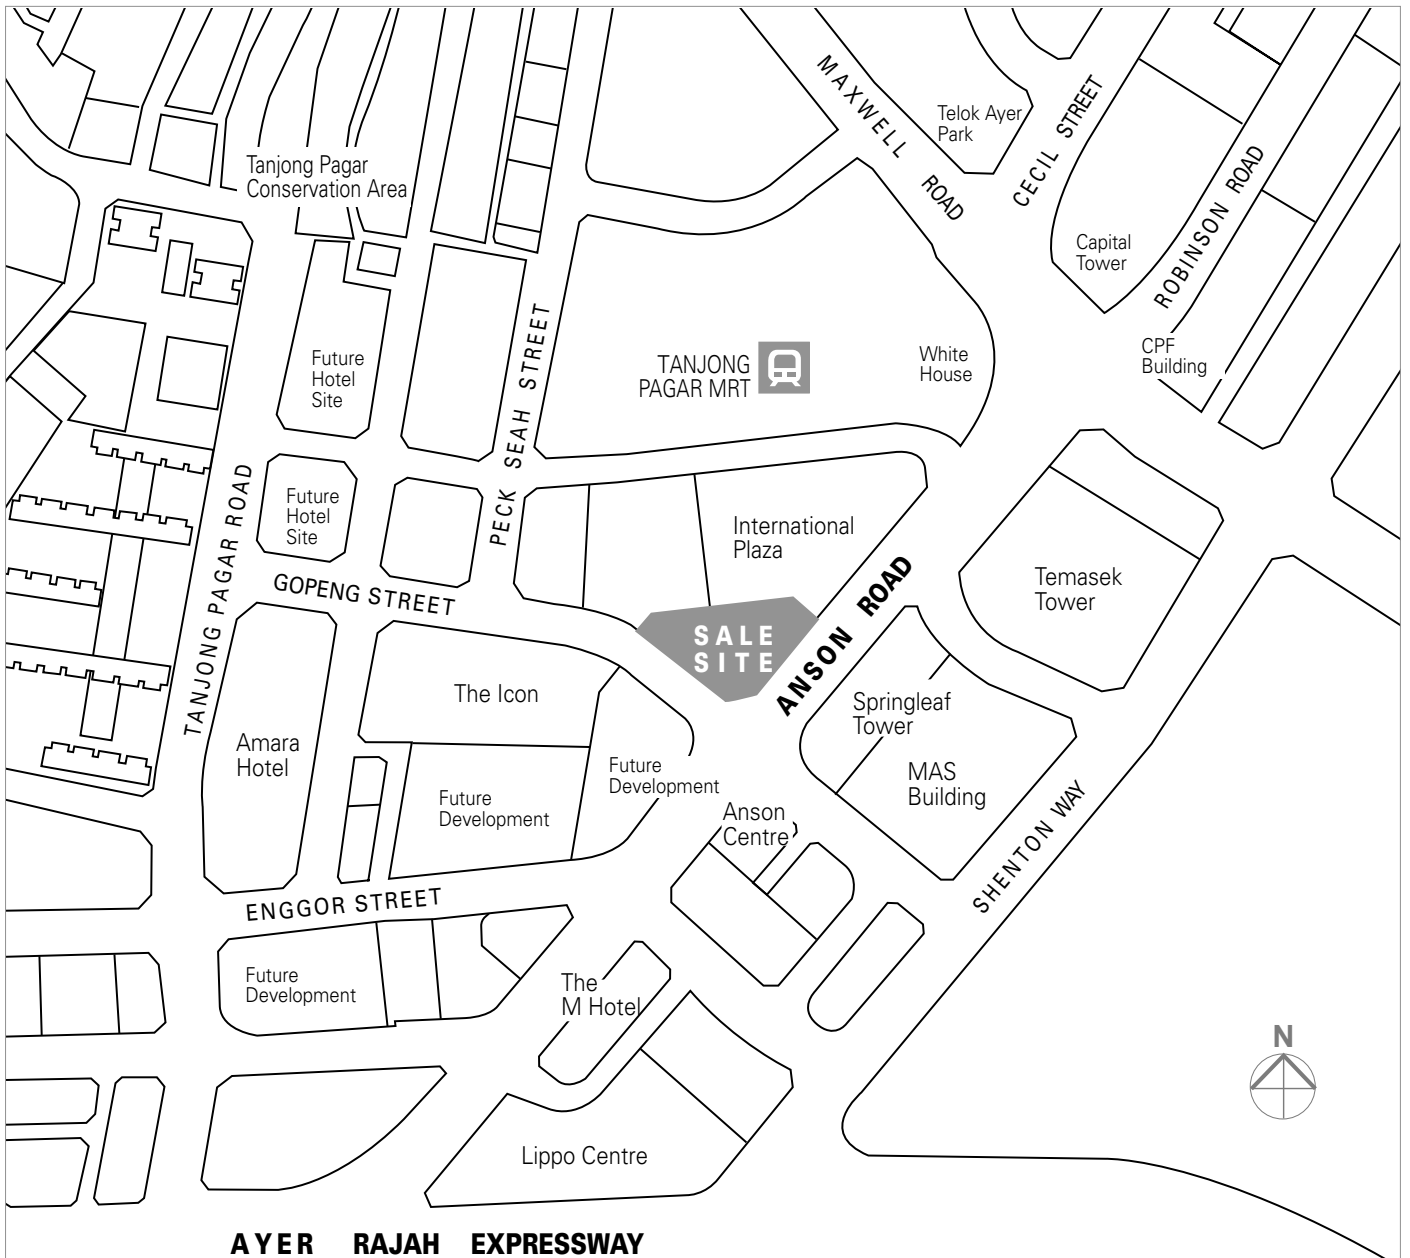 MAXWELL ROAD
Telok Ayer
Park
CECIL STREET
Tanjong Pagar
Conservation Area
ROBINSON ROAD
Capital
Tower
PECK SEAH STREET
Future
Hotel
Site
TANJONG
PAGAR MRT
White
House
CPF
Building
TANJONG PAGAR ROAD
Future
Hotel
Site
International
Plaza
GOPENG STREET
ANSON ROAD
Temasek
Tower
SALE
SITE
The Icon
Springleaf
Tower
Amara
Hotel
Future
Development
MAS
Building
Future
Development
Anson
Centre
SHENTON WAY
ENGGOR STREET
Future
Development
The
M Hotel
N
Lippo Centre
AYER RAJAH EXPRESSWAY